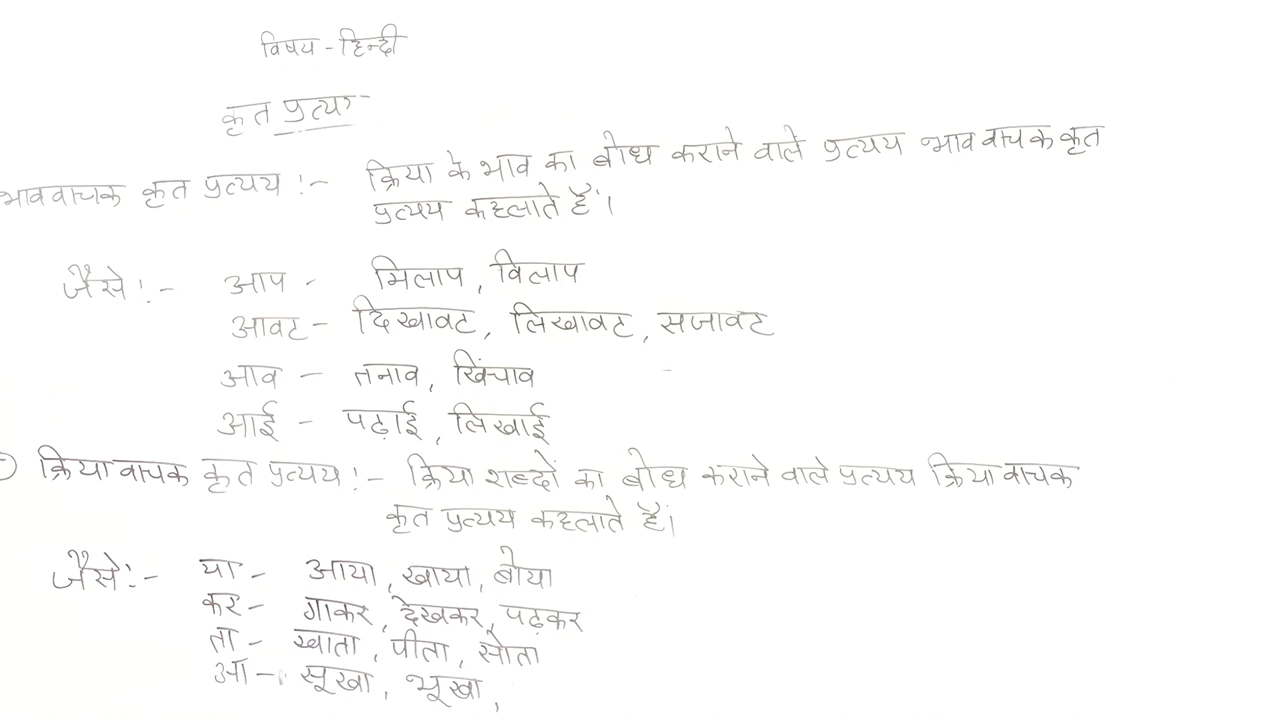 विषय - हिन्दी
कृत प्रत्यय
भाववाचक कृत प्रत्यय :- क्रिया के भाव का बोध कराने वाले प्रत्यय भाववाचक कृत
प्रत्यय कहलाते हैं।
जैसे :- आप - मिलाप, विलाप
आवट - दिखावट, लिखावट, सजावट
आव - तनाव, खिंचाव
आई - पढ़ाई, लिखाई
क्रियावाचक कृत प्रत्यय :- क्रिया शब्दों का बोध कराने वाले प्रत्यय क्रियावाचक
कृत प्रत्यय कहलाते हैं।
जैसे :- या - आया, खाया, बोया
कर - गाकर, देखकर, पढ़कर
ता - खाता, पीता, सोता
आ - सूखा, भूखा,